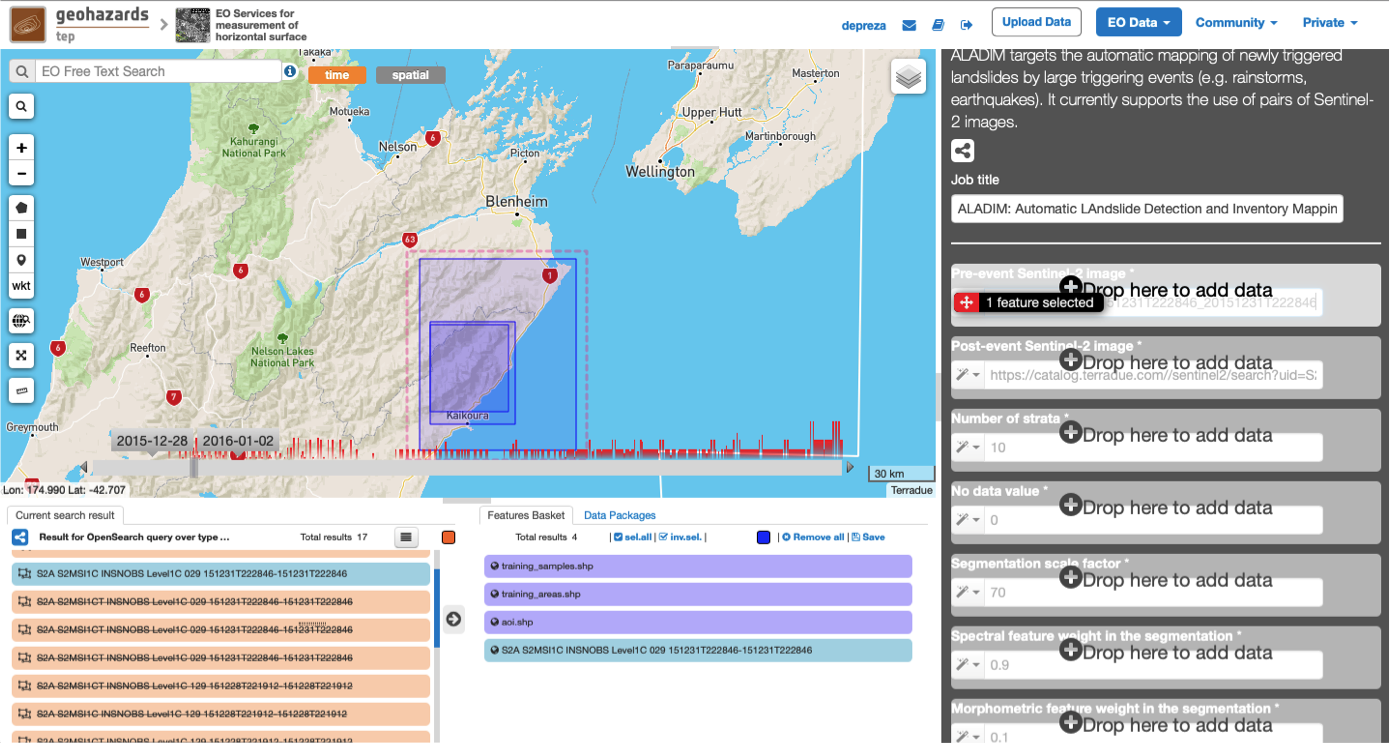 geohazards
tep
EO Services for
measurement of
horizontal surface
depreza
Upload Data
EO Data
Community
Private
EO Free Text Search
time
spatial
Takaka
Motueka
Kahurangi
National Park
Nelson
6
Picton
Paraparaumu
Masterton
Upper Hutt
Martinborough
Wellington
Blenheim
63
1
Westport
6
6
wkt
Reefton
6
Nelson Lakes
National Park
7
Kaikoura
Greymouth
2015-12-28
2016-01-02
30 km
Lon: 174.990 Lat: -42.707
Terradue
Current search result
Result for OpenSearch query over type ...
Total results 17
S2A S2MSI1C INSNOBS Level1C 029 151231T222846-151231T222846
S2A S2MSI1CT INSNOBS Level1C 029 151231T222846-151231T222846
S2A S2MSI1C INSNOBS Level1C 029 151231T222846-151231T222846
S2A S2MSI1CT INSNOBS Level1C 029 151231T222846-151231T222846
S2A S2MSI1CT INSNOBS Level1C 129 151228T221912-151228T221912
S2A S2MSI1C INSNOBS Level1C 129 151228T221912-151228T221912
S2A S2MSI1CT INSNOBS Level1C 129 151228T221912-151228T221912
Features Basket
Data Packages
Total results 4
| sel.all | inv.sel. |
| Remove all | Save
training_samples.shp
training_areas.shp
aoi.shp
S2A S2MSI1C INSNOBS Level1C 029 151231T222846-151231T222846
ALADIM targets the automatic mapping of newly triggered
landslides by large triggering events (e.g. rainstorms,
earthquakes). It currently supports the use of pairs of Sentinel-
2 images.
Job title
ALADIM: Automatic LAndslide Detection and Inventory Mappin
Pre-event Sentinel-2 image *
Drop here to add data
1 feature selected
31231T222846_20151231T222846
Post-event Sentinel-2 image *
Drop here to add data
https://catalog.terradue.com//sentinel2/search?uid=S
Number of strata *
Drop here to add data
10
No data value *
Drop here to add data
0
Segmentation scale factor *
Drop here to add data
70
Spectral feature weight in the segmentation *
Drop here to add data
0.9
Morphometric feature weight in the segmentation *
Drop here to add data
0.1